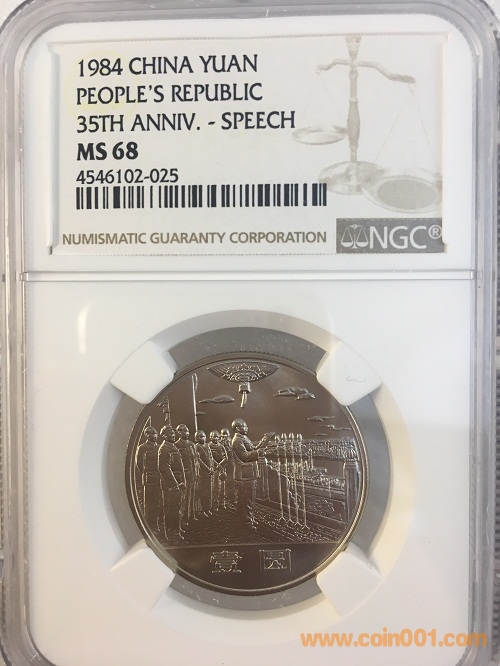 1984 CHINA YUAN
PEOPLE'S REPUBLIC
35TH ANNIV. - SPEECH
MS 68
4546102-025
NUMISMATIC GUARANTY CORPORATION NGC®
壹圆
www.coin001.com